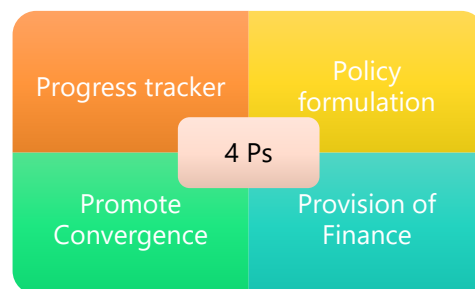 Progress tracker
Policy
formulation
4 Ps
Promote
Convergence
Provision of
Finance